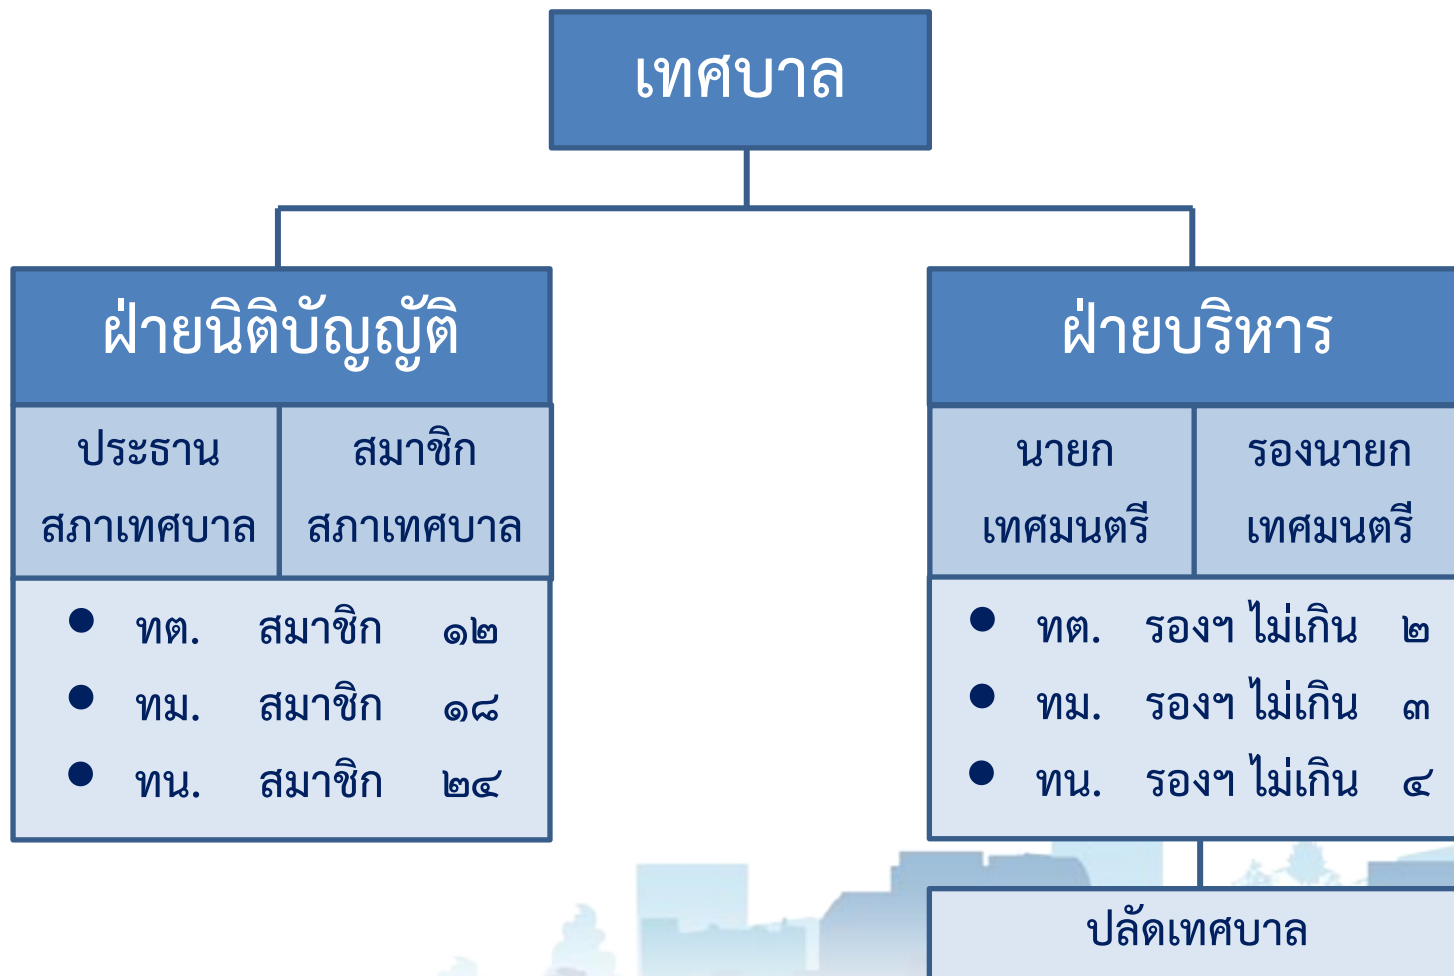 เทศบาล
ฝ่ายนิติบัญญัติ
ประธาน
สภาเทศบาล
สมาชิก
สภาเทศบาล
● ทต. สมาชิก ๑๒
● ทม. สมาชิก ๑๘
● ทน. สมาชิก ๒๔
ฝ่ายบริหาร
นายก
เทศมนตรี
รองนายก
เทศมนตรี
● ทต. รองฯ ไม่เกิน ๒
● ทม. รองฯ ไม่เกิน ๓
● ทน. รองฯ ไม่เกิน ๔
ปลัดเทศบาล